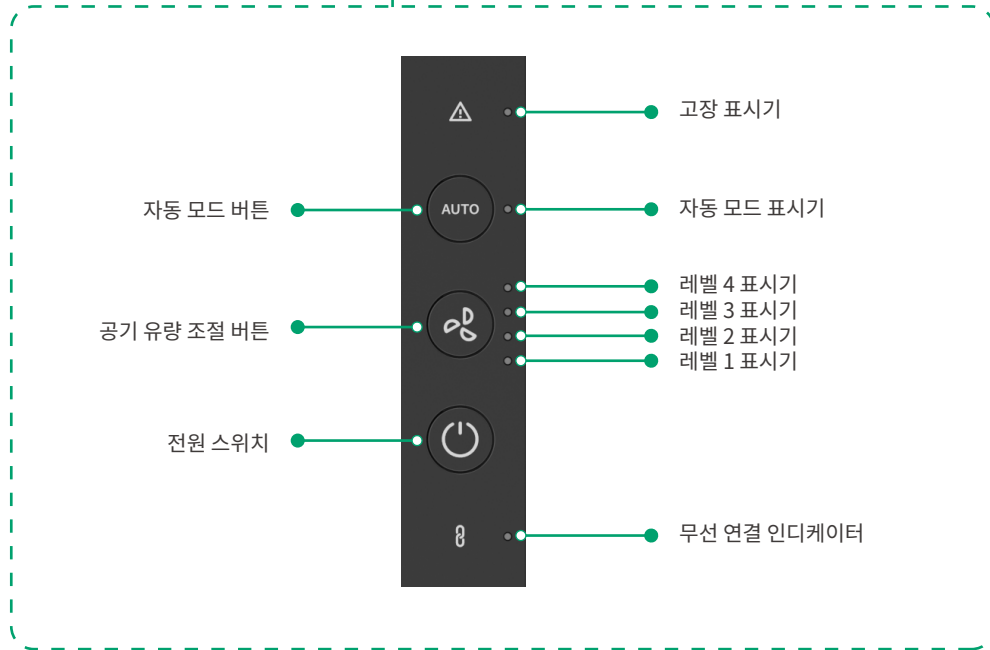 고장 표시기
자동 모드 버튼
AUTO
자동 모드 표시기
레벨 4 표시기
레벨 3 표시기
공기 유량 조절 버튼
레벨 2 표시기
레벨 1 표시기
전원 스위치
무선 연결 인디케이터